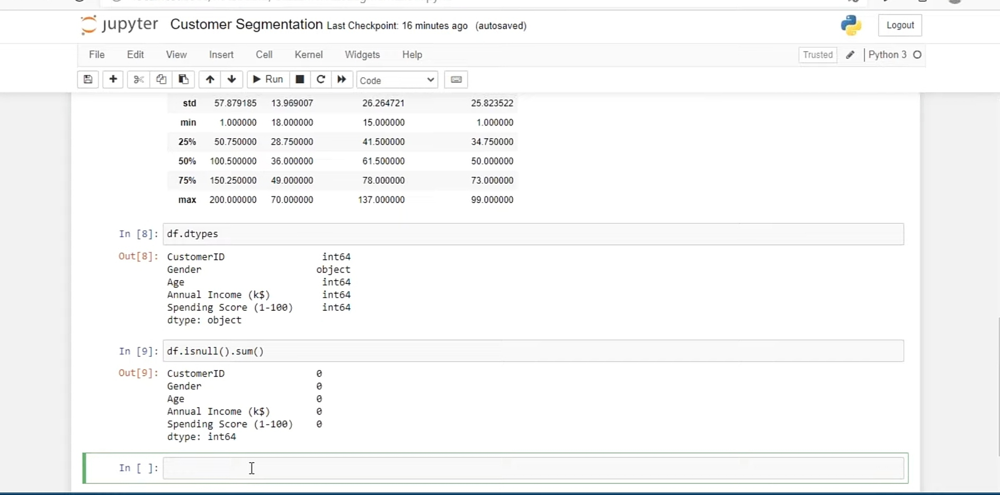 jupyter Customer Segmentation Last Checkpoint: 16 minutes ago (autosaved)
Logout
File Edit View Insert Cell Kernel Widgets Help
Trusted Python 3
Run Code
std 57.879185 13.969007 26.264721 25.823522
min 1.000000 18.000000 15.000000 1.000000
25% 50.750000 28.750000 41.500000 34.750000
50% 100.500000 36.000000 61.500000 50.000000
75% 150.250000 49.000000 78.000000 73.000000
max 200.000000 70.000000 137.000000 99.000000
In [8]: df.dtypes
Out[8]: CustomerID int64
Gender object
Age int64
Annual Income (k$) int64
Spending Score (1-100) int64
dtype: object
In [9]: df.isnull().sum()
Out[9]: CustomerID 0
Gender 0
Age 0
Annual Income (k$) 0
Spending Score (1-100) 0
dtype: int64
In [ ]: